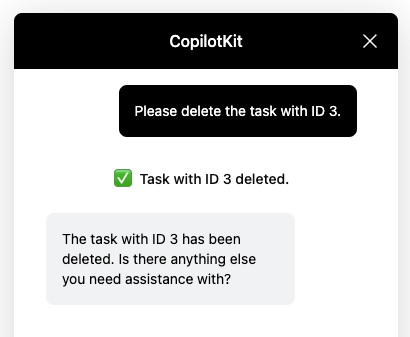 CopilotKit
Please delete the task with ID 3.
✅ Task with ID 3 deleted.
The task with ID 3 has been
deleted. Is there anything else
you need assistance with?